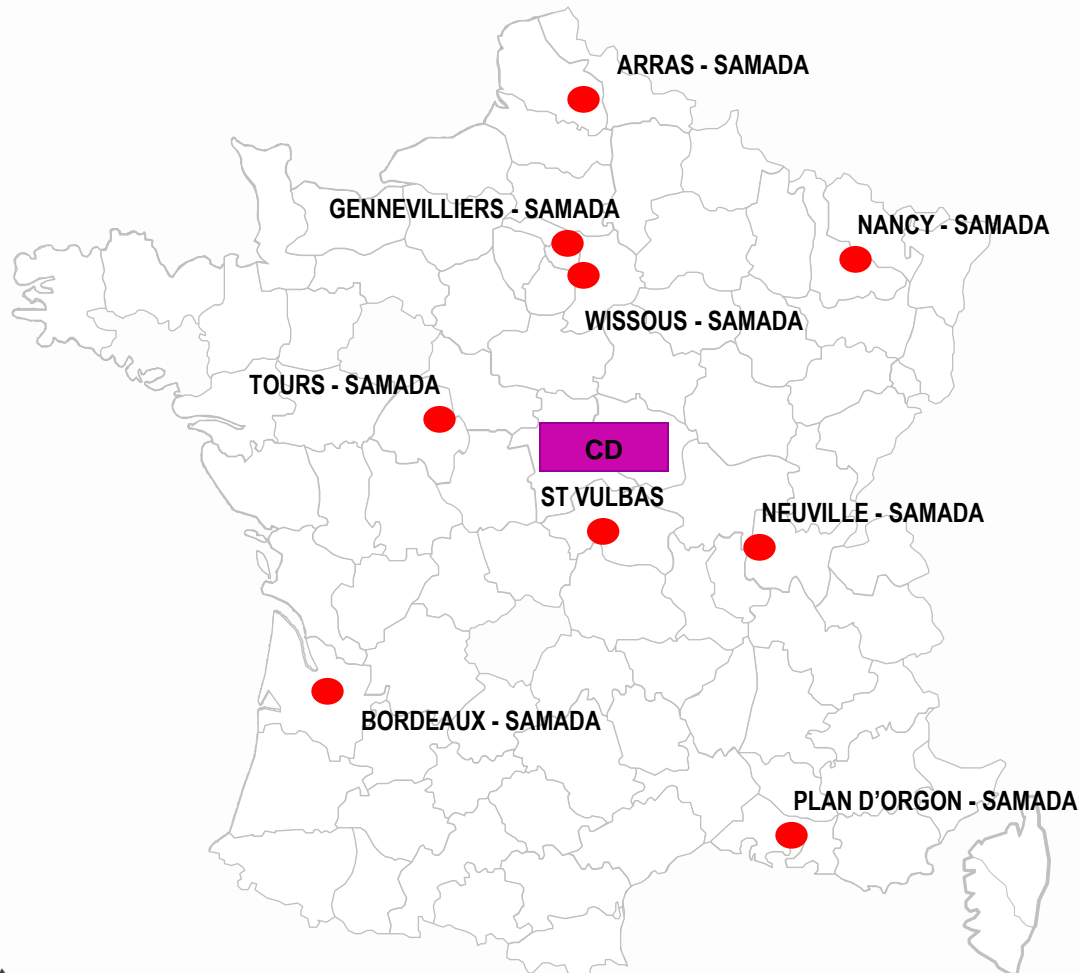 ARRAS - SAMADA
GENNEVILLIERS - SAMADA
NANCY - SAMADA
WISSOUS - SAMADA
TOURS - SAMADA
CD
ST VULBAS
NEUVILLE - SAMADA
BORDEAUX - SAMADA
PLAN D’ORGON - SAMADA